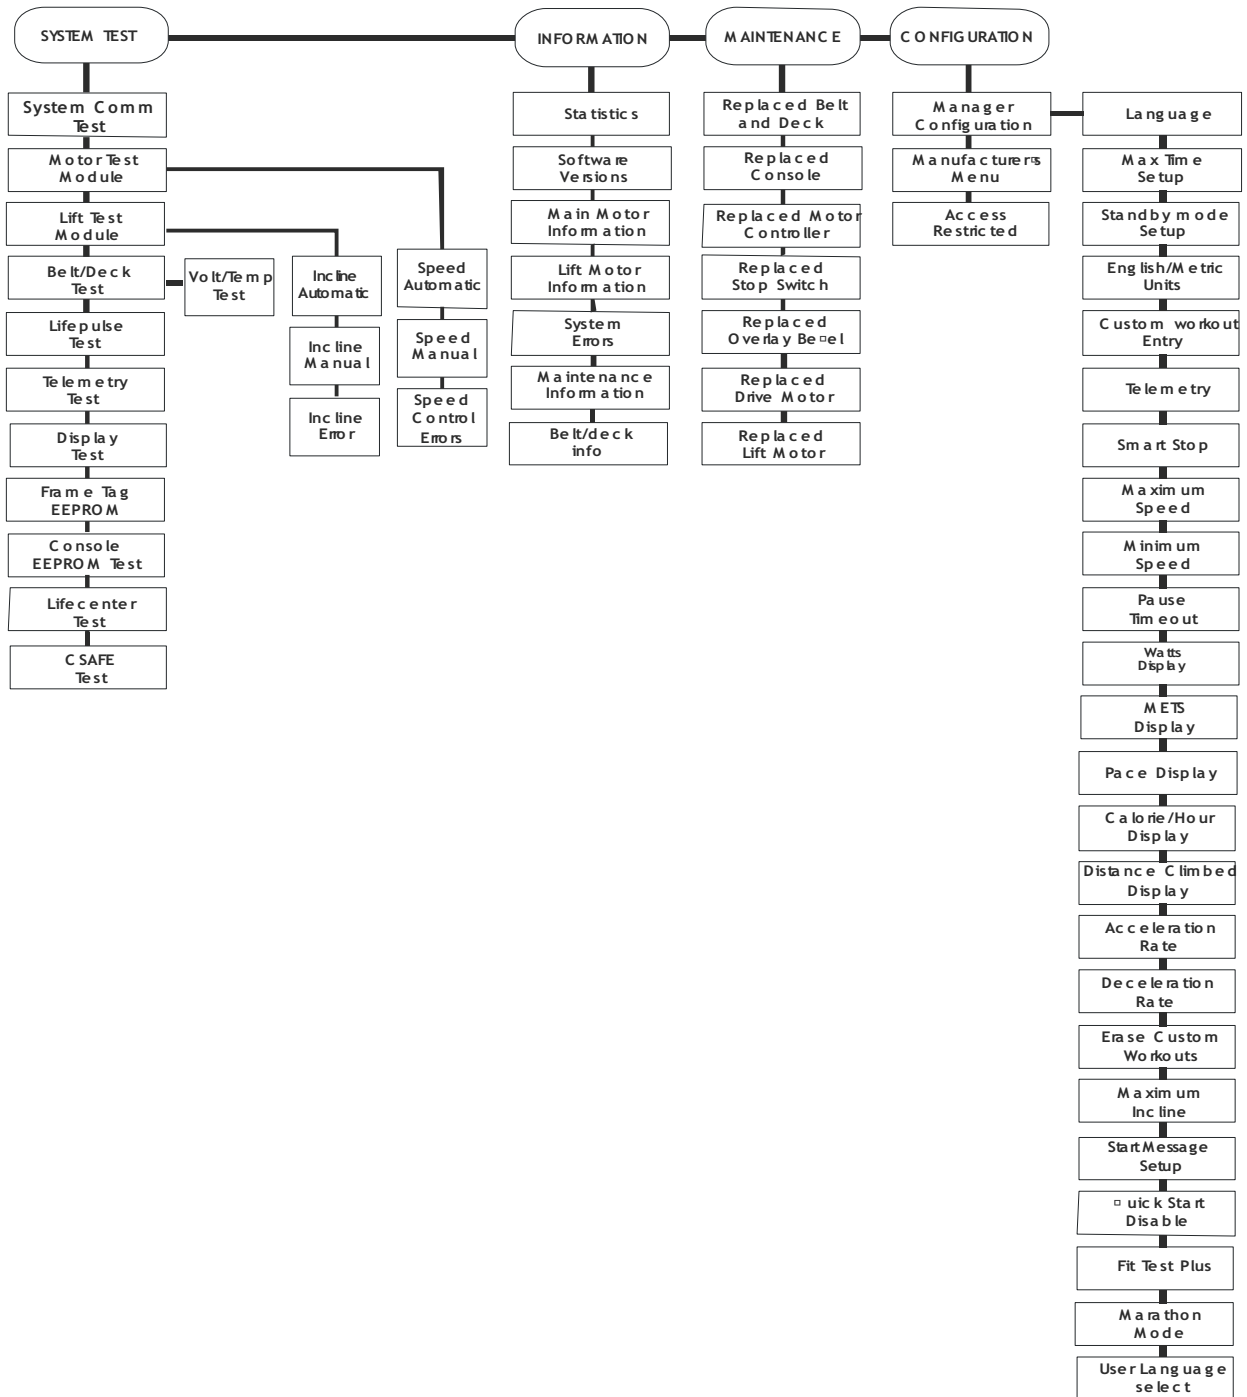 SYSTEM TEST
INFORMATION
MAINTENANCE
CONFIGURATION
System Comm
Test
Motor Test
Module
Lift Test
Module
Belt/Deck
Test
Volt/Temp
Test
Lifepulse
Test
Telemetry
Test
Display
Test
Frame Tag
EEPROM
Console
EEPROM Test
Lifecenter
Test
CSAFE
Test
Incline
Automatic
Incline
Manual
Incline
Error
Speed
Automatic
Speed
Manual
Speed
Control
Errors
Statistics
Software
Versions
Main Motor
Information
Lift Motor
Information
System
Errors
Maintenance
Information
Belt/deck
info
Replaced Belt
and Deck
Replaced
Console
Replaced Motor
Controller
Replaced
Stop Switch
Replaced
Overlay Be□el
Replaced
Drive Motor
Replaced
Lift Motor
Manager
Configuration
Manufacturer□s
Menu
Access
Restricted
Language
Max Time
Setup
Standby mode
Setup
English/Metric
Units
Custom workout
Entry
Telemetry
Smart Stop
Maximum
Speed
Minimum
Speed
Pause
Timeout
Watts
Display
METS
Display
Pace Display
Calorie/Hour
Display
Distance Climbed
Display
Acceleration
Rate
Deceleration
Rate
Erase Custom
Workouts
Maximum
Incline
Start Message
Setup
□uick Start
Disable
Fit Test Plus
Marathon
Mode
User Language
select